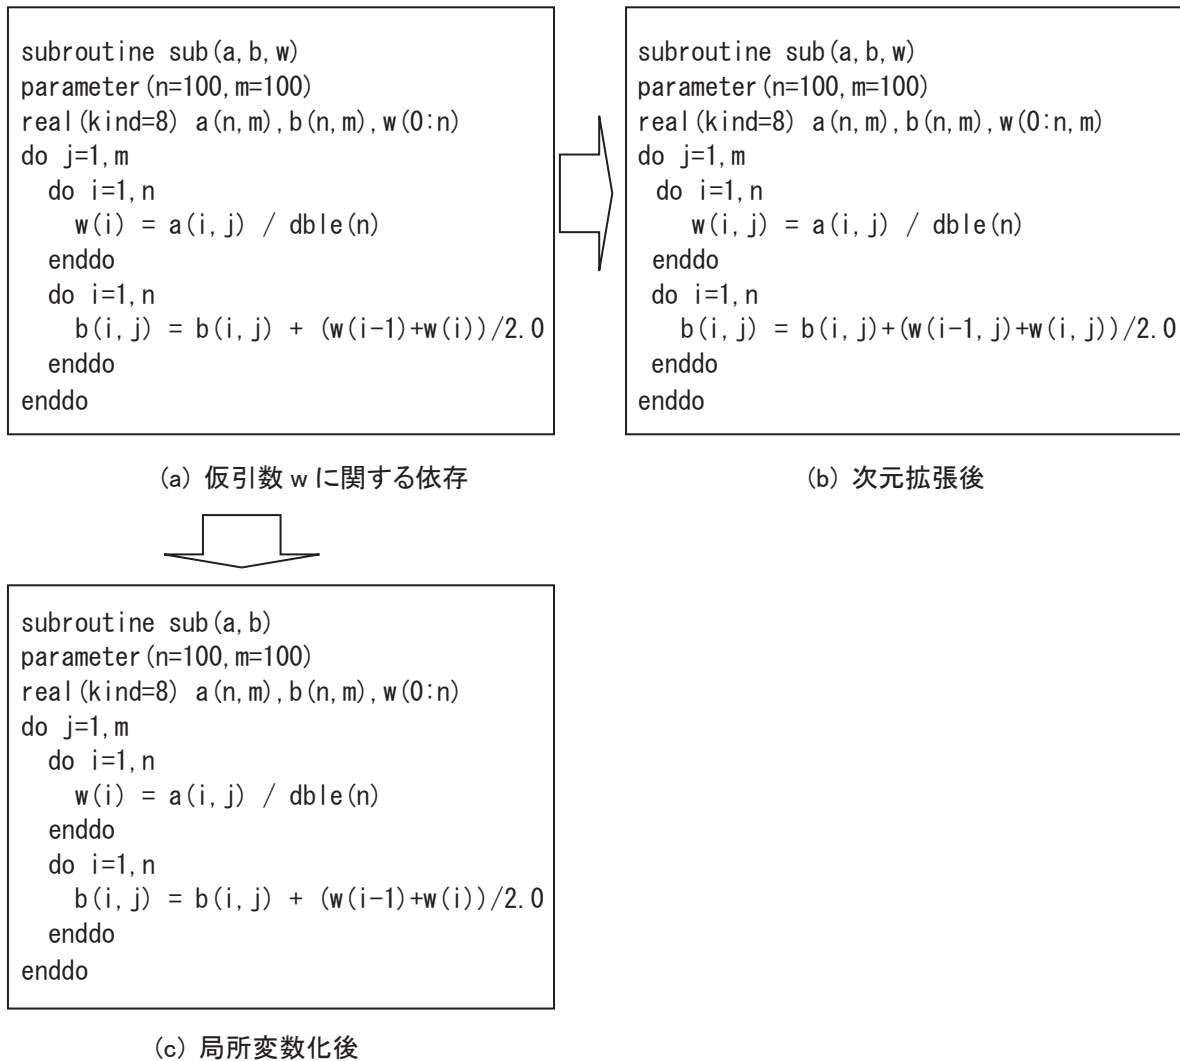 subroutine sub(a,b,w)
parameter(n=100,m=100)
real(kind=8) a(n,m),b(n,m),w(0:n)
do j=1,m
  do i=1,n
    w(i) = a(i,j) / dble(n)
  enddo
  do i=1,n
    b(i,j) = b(i,j) + (w(i-1)+w(i))/2.0
  enddo
enddo
(a) 仮引数 w に関する依存
subroutine sub(a,b,w)
parameter(n=100,m=100)
real(kind=8) a(n,m),b(n,m),w(0:n,m)
do j=1,m
 do i=1,n
    w(i,j) = a(i,j) / dble(n)
 enddo
 do i=1,n
   b(i,j) = b(i,j)+(w(i-1,j)+w(i,j))/2.0
 enddo
enddo
(b) 次元拡張後
subroutine sub(a,b)
parameter(n=100,m=100)
real(kind=8) a(n,m),b(n,m),w(0:n)
do j=1,m
  do i=1,n
    w(i) = a(i,j) / dble(n)
  enddo
  do i=1,n
    b(i,j) = b(i,j) + (w(i-1)+w(i))/2.0
  enddo
enddo
(c) 局所変数化後